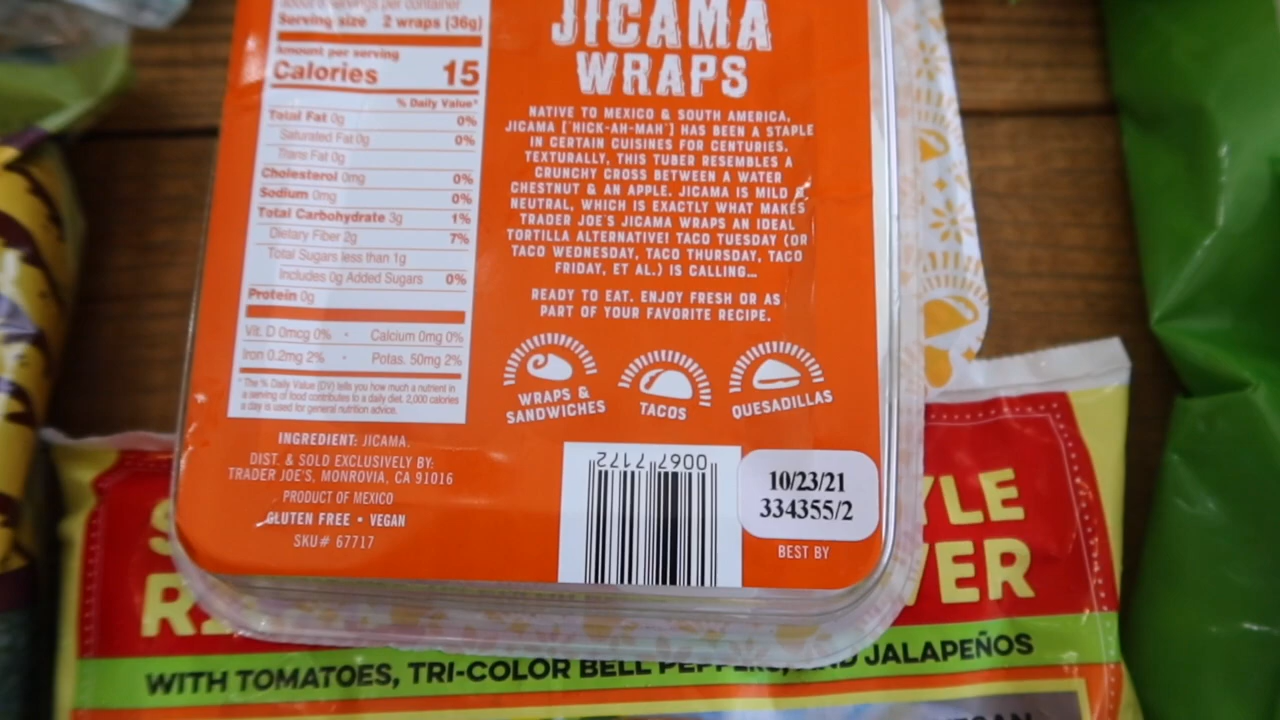 servings per container
Serving size 2 wraps (36g)
Amount per serving
Calories 15
% Daily Value*
Total Fat 0g 0%
Saturated Fat 0g 0%
Trans Fat 0g
Cholesterol 0mg 0%
Sodium 0mg 0%
Total Carbohydrate 3g 1%
Dietary Fiber 2g 7%
Total Sugars less than 1g
Includes 0g Added Sugars 0%
Protein 0g
Vit. D 0mcg 0% • Calcium 0mg 0%
Iron 0.2mg 2% • Potas. 50mg 2%
* The % Daily Value (DV) tells you how much a nutrient in
a serving of food contributes to a daily diet. 2,000 calories
a day is used for general nutrition advice.
INGREDIENT: JICAMA.
DIST. & SOLD EXCLUSIVELY BY:
TRADER JOE'S, MONROVIA, CA 91016
PRODUCT OF MEXICO
GLUTEN FREE • VEGAN
SKU# 67717
JICAMA
WRAPS
NATIVE TO MEXICO & SOUTH AMERICA,
JICAMA ['HICK-AH-MAH'] HAS BEEN A STAPLE
IN CERTAIN CUISINES FOR CENTURIES.
TEXTURALLY, THIS TUBER RESEMBLES A
CRUNCHY CROSS BETWEEN A WATER
CHESTNUT & AN APPLE. JICAMA IS MILD &
NEUTRAL, WHICH IS EXACTLY WHAT MAKES
TRADER JOE'S JICAMA WRAPS AN IDEAL
TORTILLA ALTERNATIVE! TACO TUESDAY (OR
TACO WEDNESDAY, TACO THURSDAY, TACO
FRIDAY, ET AL.) IS CALLING...
READY TO EAT. ENJOY FRESH OR AS
PART OF YOUR FAVORITE RECIPE.
WRAPS &
SANDWICHES
TACOS
QUESADILLAS
0067 7172
10/23/21
334355/2
BEST BY
YLE
VER
WITH TOMATOES, TRI-COLOR BELL PEPPERS, AND JALAPEÑOS